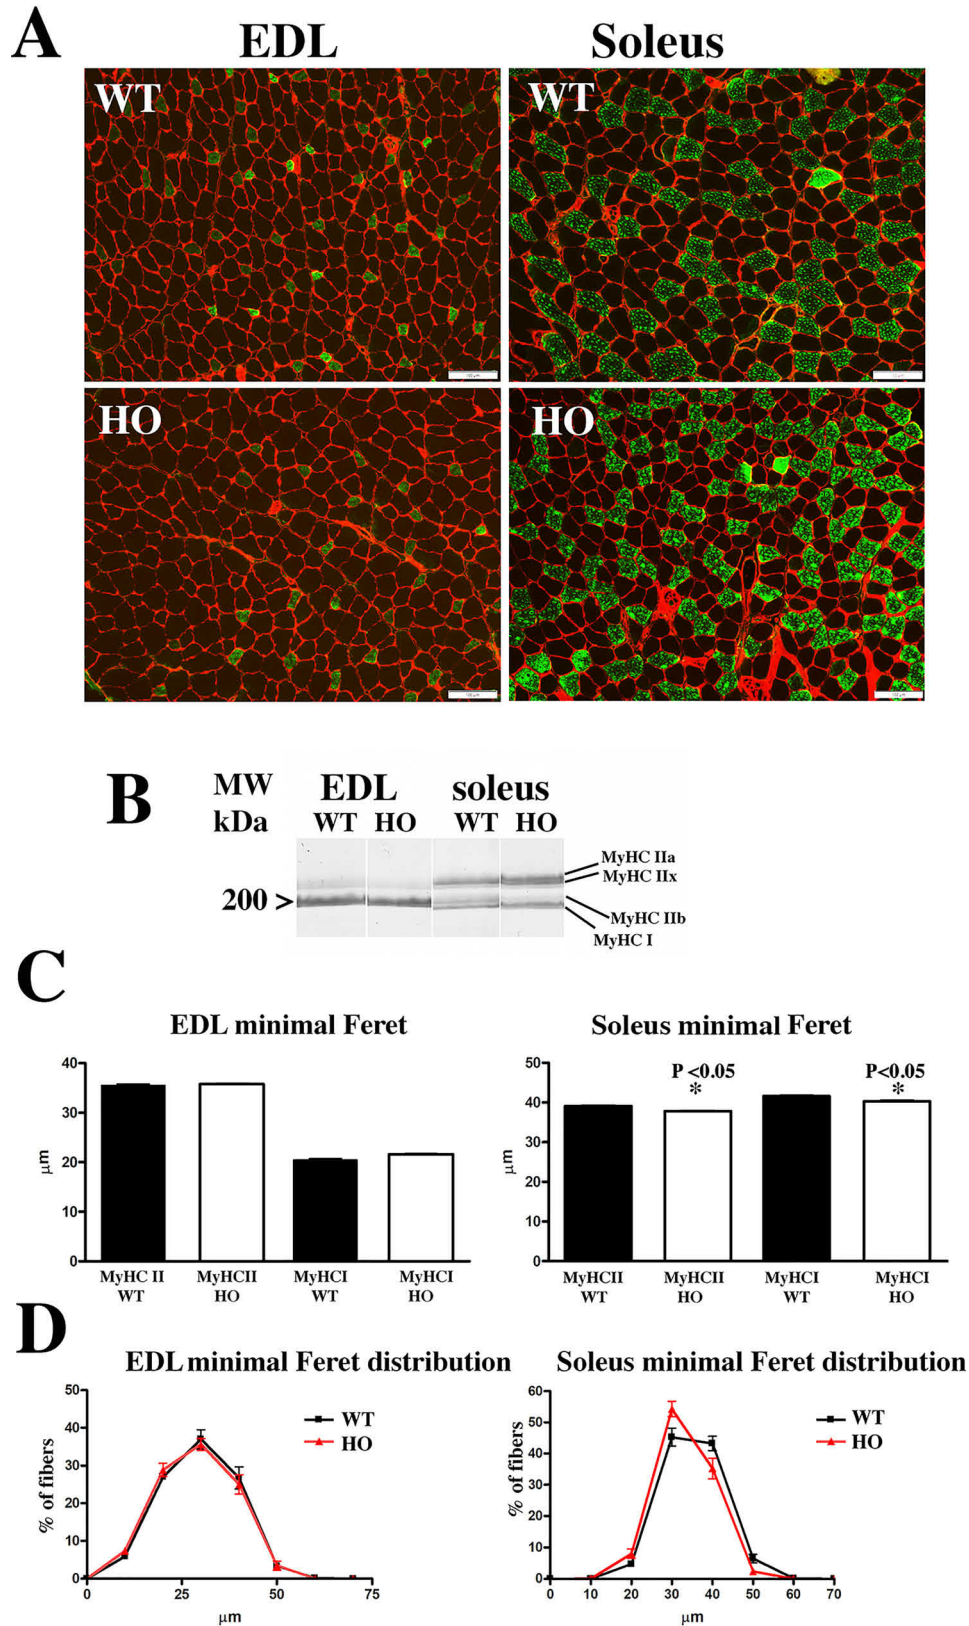 A
EDL Soleus
WT WT
HO HO
B
MW EDL soleus
kDa WT HO WT HO
MyHC IIa
MyHC IIx
200 >
MyHC IIb
MyHC I
C
EDL minimal Feret Soleus minimal Feret
40
30
20
10
0
μm
MyHC II MyHCII MyHCI MyHCI
WT HO WT HO
50
40
30
20
10
0
μm
P <0.05 P<0.05
* *
MyHCII MyHCII MyHCI MyHCI
WT HO WT HO
D
EDL minimal Feret distribution Soleus minimal Feret distribution
50
40
30
20
10
0
% of fibers
WT
HO
0 25 50 75
μm
60
50
40
30
20
10
0
% of fibers
WT
HO
0 10 20 30 40 50 60 70
μm